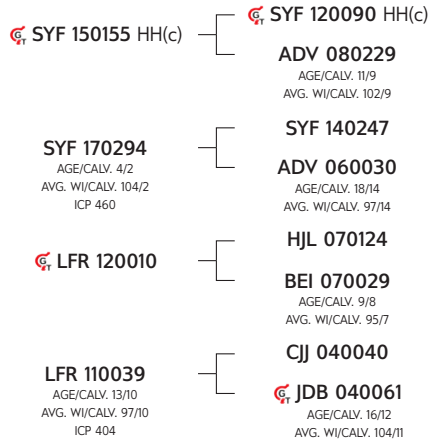 SYF 150155 HH(c)
SYF 120090 HH(c)
ADV 080229
AGE/CALV. 11/9
AVG. WI/CALV. 102/9
SYF 170294
AGE/CALV. 4/2
AVG. WI/CALV. 104/2
ICP 460
SYF 140247
ADV 060030
AGE/CALV. 18/14
AVG. WI/CALV. 97/14
LFR 120010
HJL 070124
BEI 070029
AGE/CALV. 9/8
AVG. WI/CALV. 95/7
LFR 110039
AGE/CALV. 13/10
AVG. WI/CALV. 97/10
ICP 404
CJJ 040040
JDB 040061
AGE/CALV. 16/12
AVG. WI/CALV. 104/11